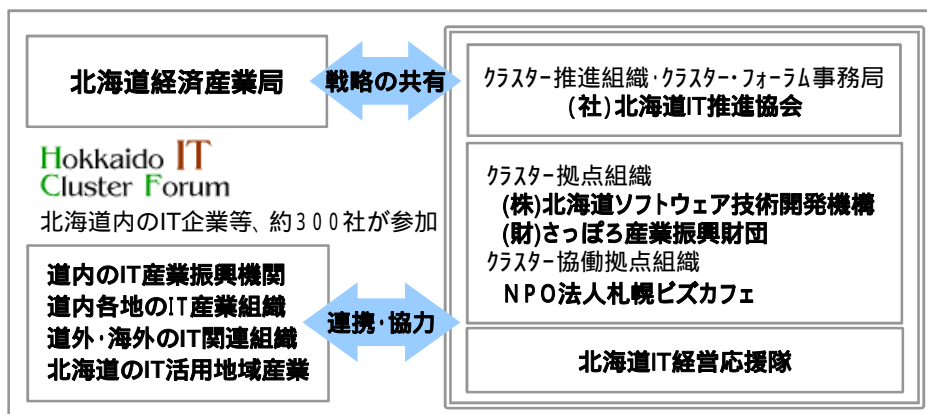 北海道経済産業局
戦略の共有
クラスター推進組織・クラスター・フォーラム事務局
(社)北海道IT推進協会
Hokkaido IT
Cluster Forum
北海道内のIT企業等、約300社が参加
クラスター拠点組織
(株)北海道ソフトウェア技術開発機構
(財)さっぽろ産業振興財団
クラスター協働拠点組織
NPO法人札幌ビズカフェ
道内のIT産業振興機関
道内各地のIT産業組織
道外・海外のIT関連組織
北海道のIT活用地域産業
連携・協力
北海道IT経営応援隊